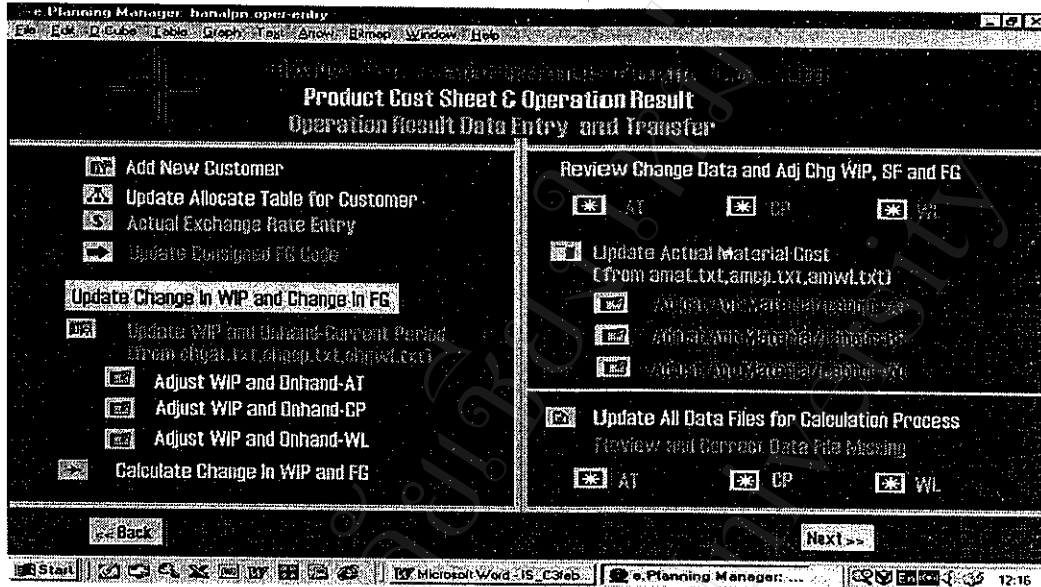 e.Planning Manager: banalpn.oper-entry
File Edit D-Cube Table Graph Text Arrow Bitmap Window Help
Product Cost Sheet & Operation Result
Operation Result Data Entry and Transfer
Add New Customer
Update Allocate Table for Customer
Actual Exchange Rate Entry
Update Consigned FG Code
Update Change In WIP and Change In FG
Update WIP and Onhand-Current Period
(from chgat.txt,chgcp.txt,chgwl.txt)
Adjust WIP and Onhand-AT
Adjust WIP and Onhand-CP
Adjust WIP and Onhand-WL
Calculate Change In WIP and FG
Review Change Data and Adj Chg WIP, SF and FG
AT CP WL
Update Actual Material Cost
(from amat.txt,amcp.txt,amwl.txt)
Update All Data Files for Calculation Process
Review and Correct Data File Missing
AT CP WL
<< Back
Next >>
Start
Microsoft Word - IS_C3feb
e.Planning Manager: ...
12:16